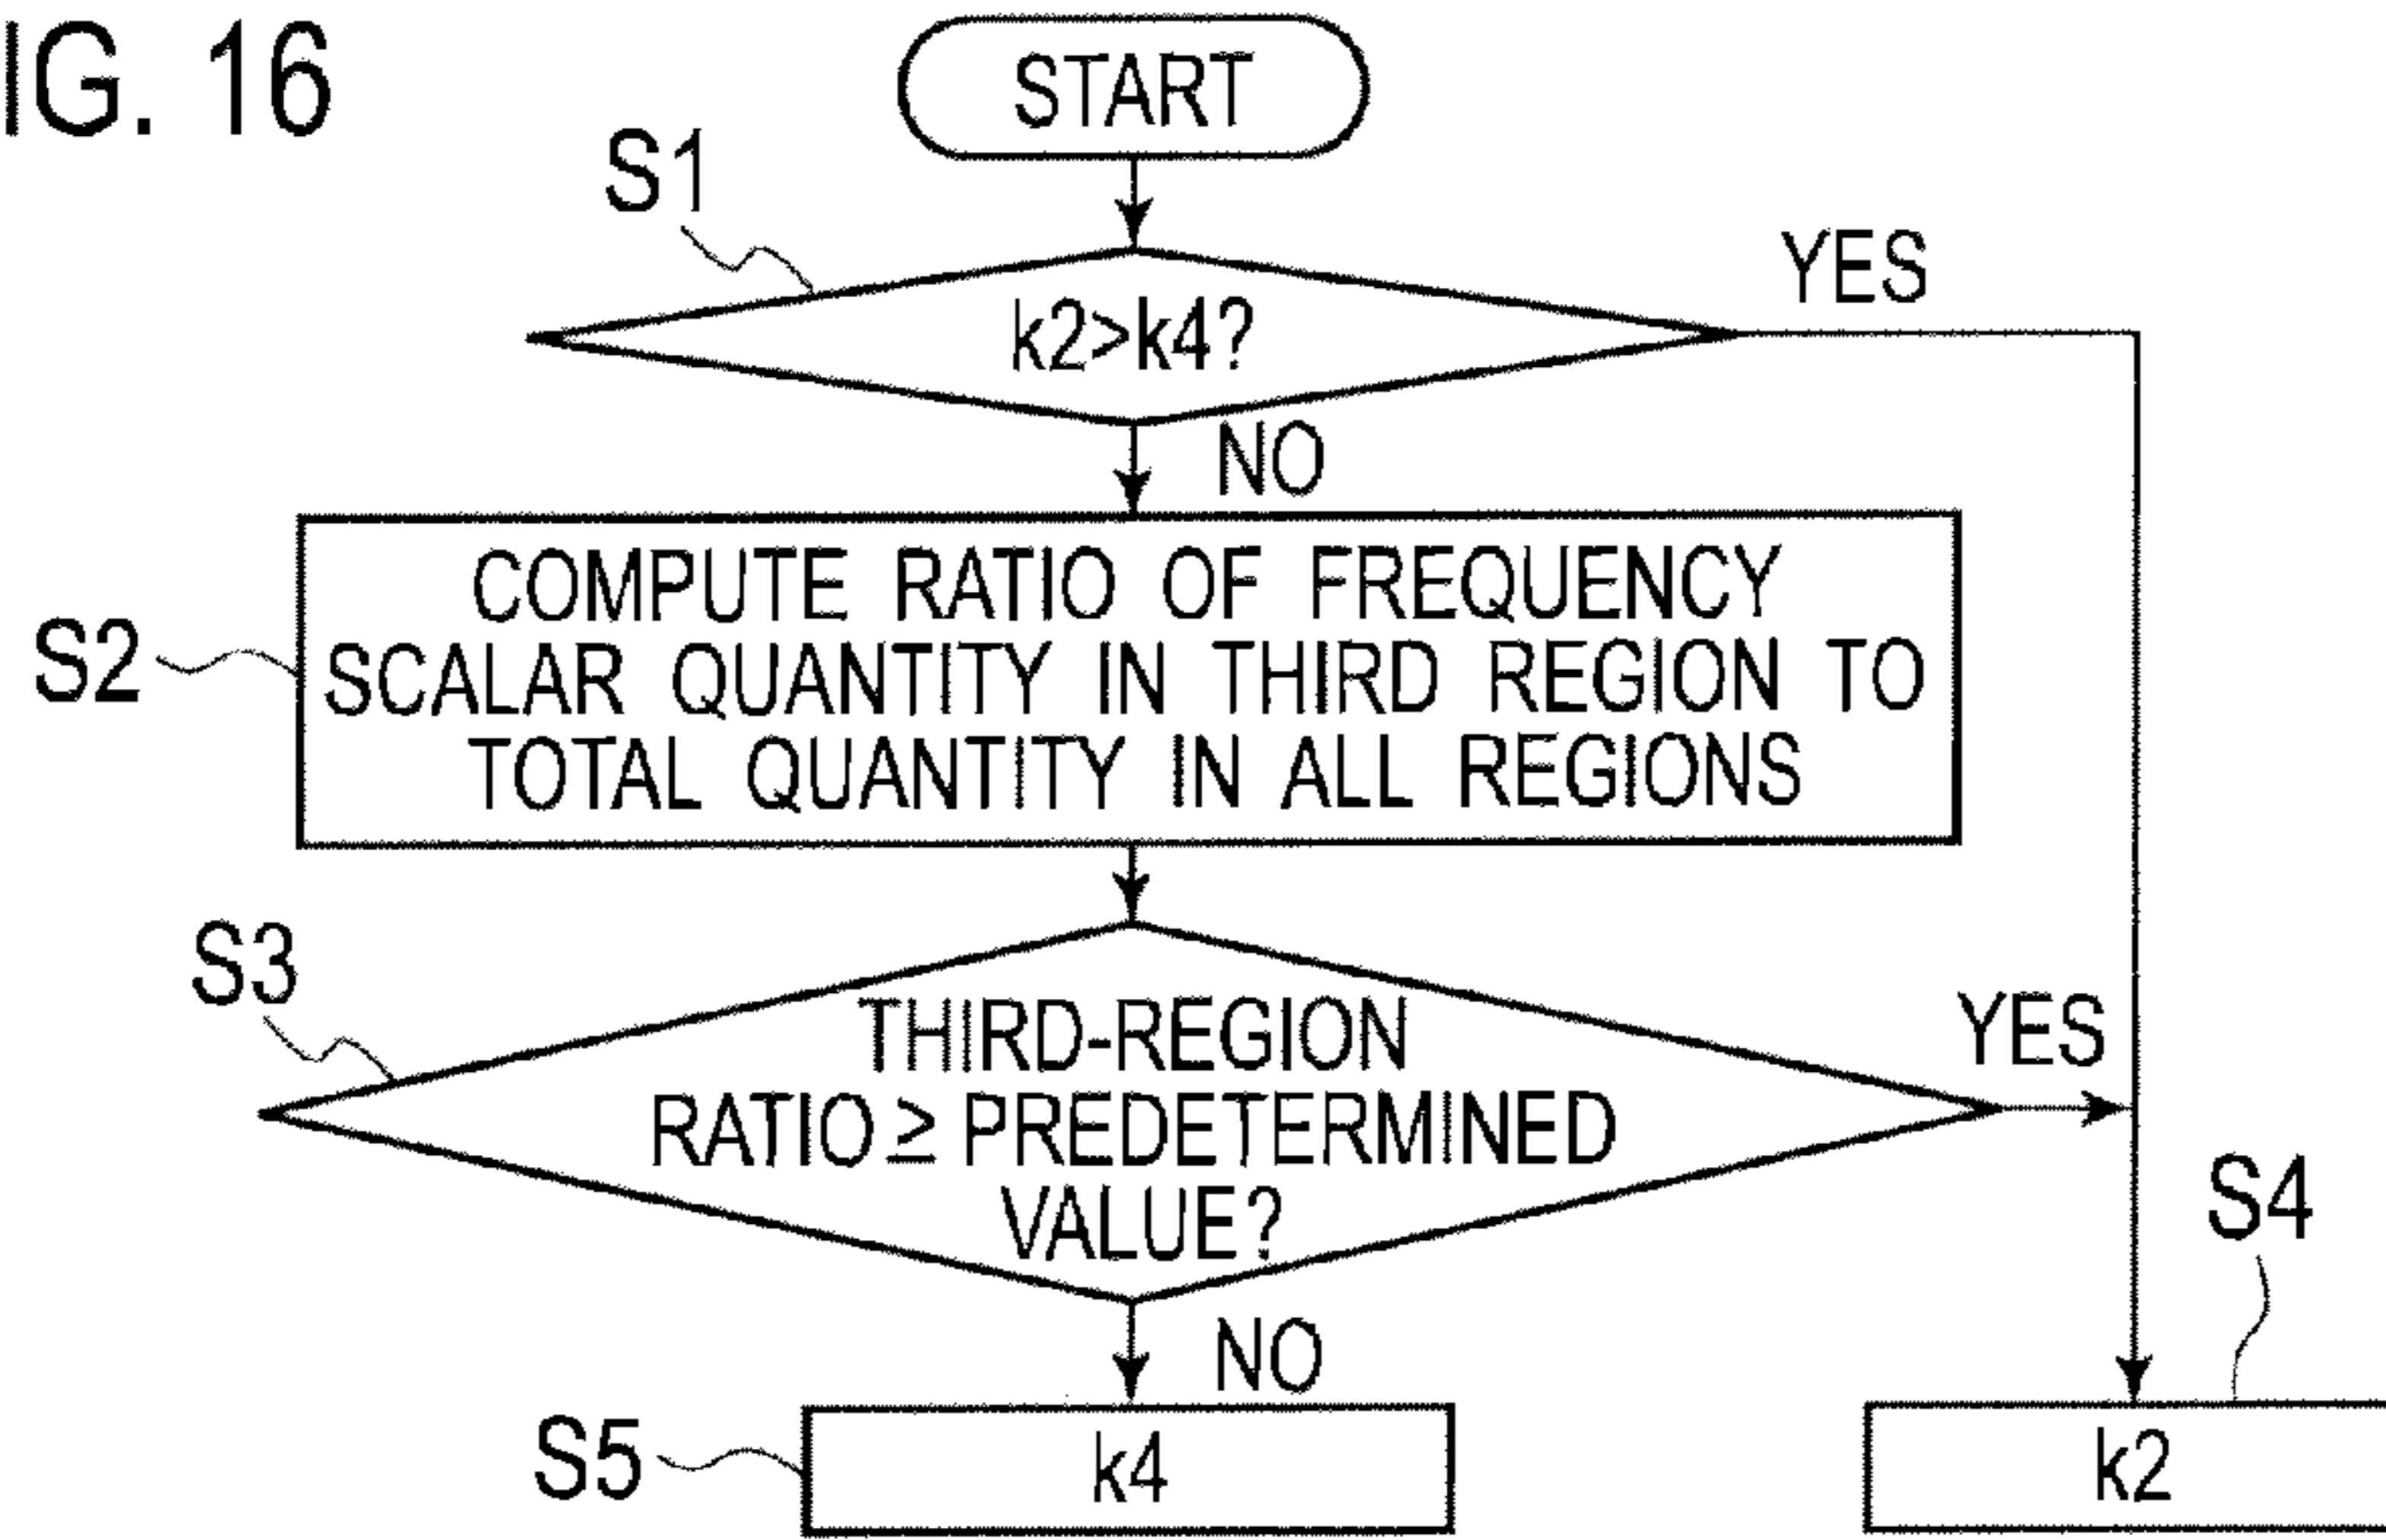 IG. 16
START
S1
YES
k2>k4?
NO
COMPUTE RATIO OF FREQUENCY
S2
SCALAR QUANTITY IN THIRD REGION TO
TOTAL QUANTITY IN ALL REGIONS
S3
THIRD-REGION
YES
RATIO ≥ PREDETERMINED
VALUE?
S4
NO
S5
k4
k2